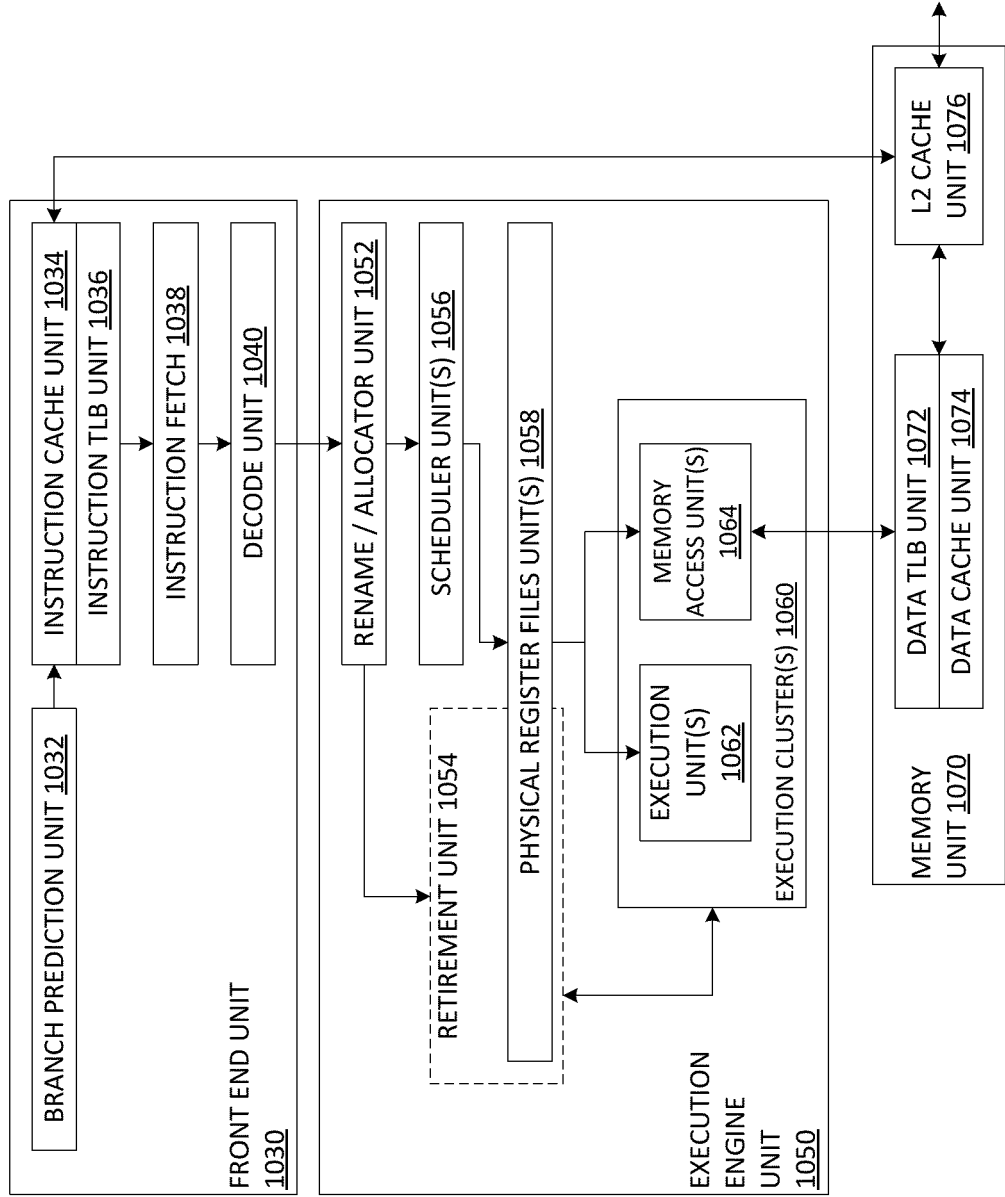 BRANCH PREDICTION UNIT 1032
INSTRUCTION CACHE UNIT 1034
INSTRUCTION TLB UNIT 1036
INSTRUCTION FETCH 1038
DECODE UNIT 1040
FRONT END UNIT
1030
RENAME / ALLOCATOR UNIT 1052
RETIREMENT UNIT 1054
SCHEDULER UNIT(S) 1056
PHYSICAL REGISTER FILES UNIT(S) 1058
EXECUTION
UNIT(S)
1062
MEMORY
ACCESS UNIT(S)
1064
EXECUTION CLUSTER(S) 1060
EXECUTION
ENGINE
UNIT
1050
MEMORY
UNIT 1070
DATA TLB UNIT 1072
DATA CACHE UNIT 1074
L2 CACHE
UNIT 1076